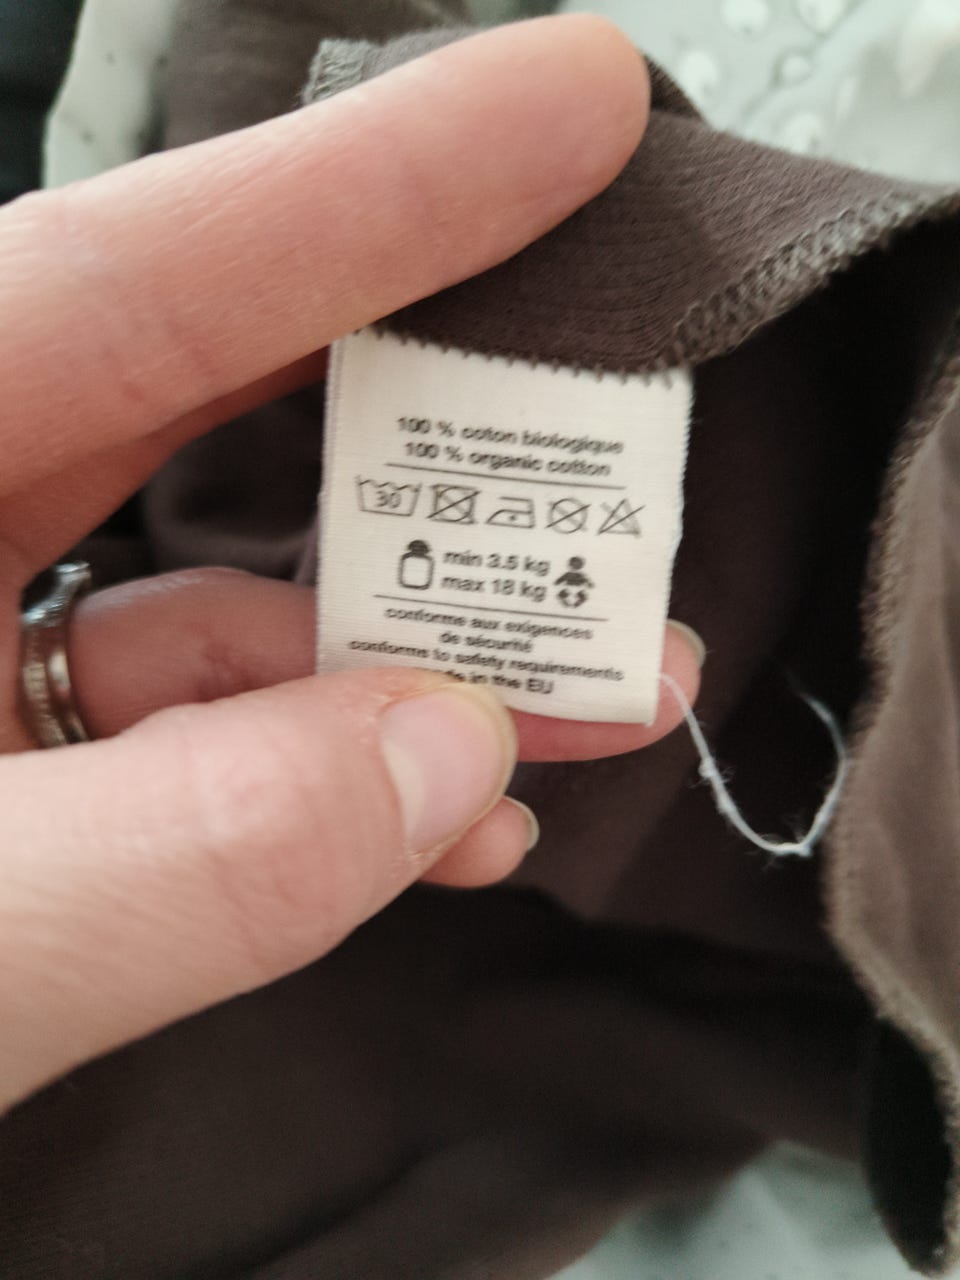 100 % coton biologique
100 % organic cotton
30
min 3.5 kg
max 18 kg
conforme aux exigences
de sécurité
conforms to safety requirements
in the EU